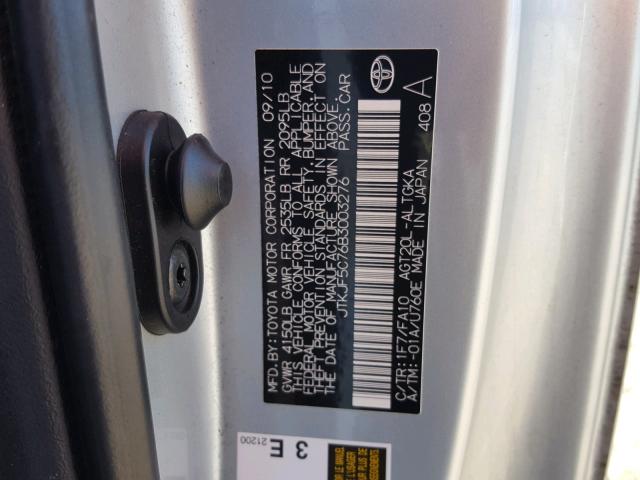 MFD. BY: TOYOTA MOTOR CORPORATION 09/10
GVWR 4150LB GAWR FR 2535LB RR 2095LB
THIS VEHICLE CONFORMS TO ALL APPLICABLE
FEDERAL MOTOR VEHICLE SAFETY, BUMPER, AND
THEFT PREVENTION STANDARDS IN EFFECT ON
THE DATE OF MANUFACTURE SHOWN ABOVE.
JTKJF5C76B3003276 PASS.CAR
C/TR:1F7/FA10 AGT20L-ALTGKA
A/TM:-01A/U760E MADE IN JAPAN 408 A
3 E
21200